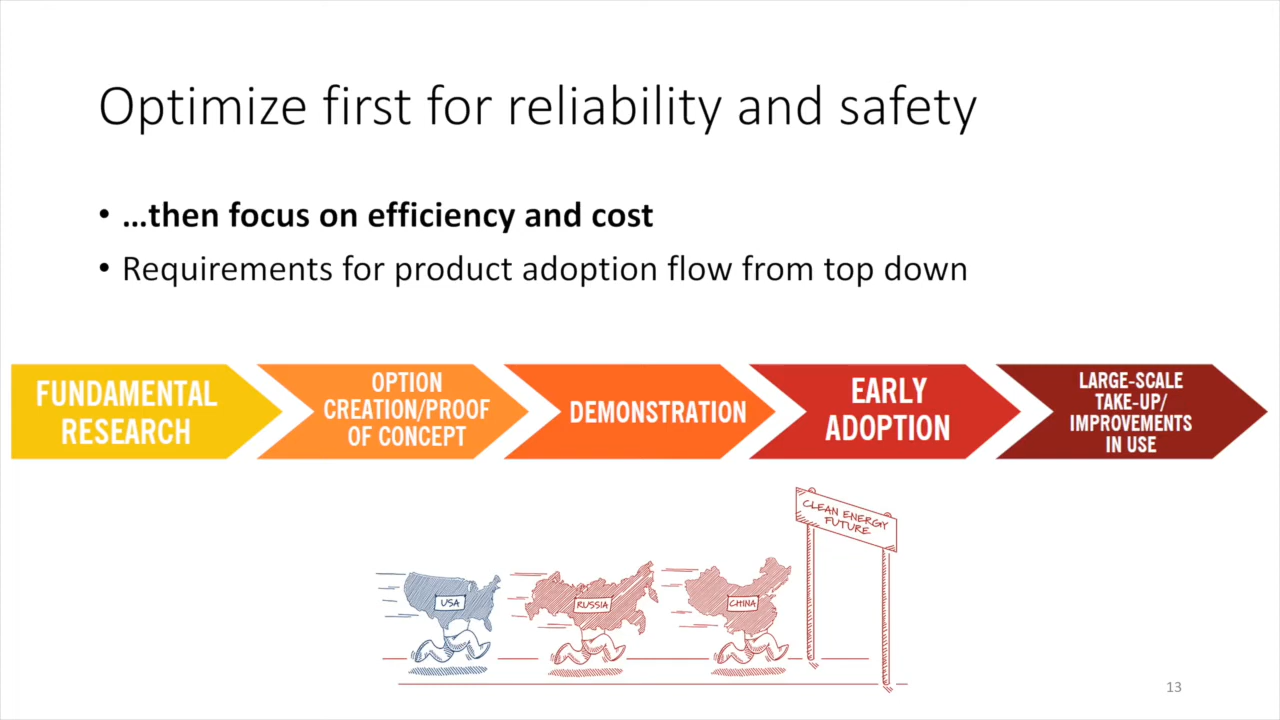 Optimize first for reliability and safety
• …then focus on efficiency and cost
• Requirements for product adoption flow from top down
FUNDAMENTAL
RESEARCH
OPTION
CREATION/PROOF
OF CONCEPT
DEMONSTRATION
EARLY
ADOPTION
LARGE-SCALE
TAKE-UP/
IMPROVEMENTS
IN USE
CLEAN ENERGY
FUTURE
USA
RUSSIA
CHINA
13